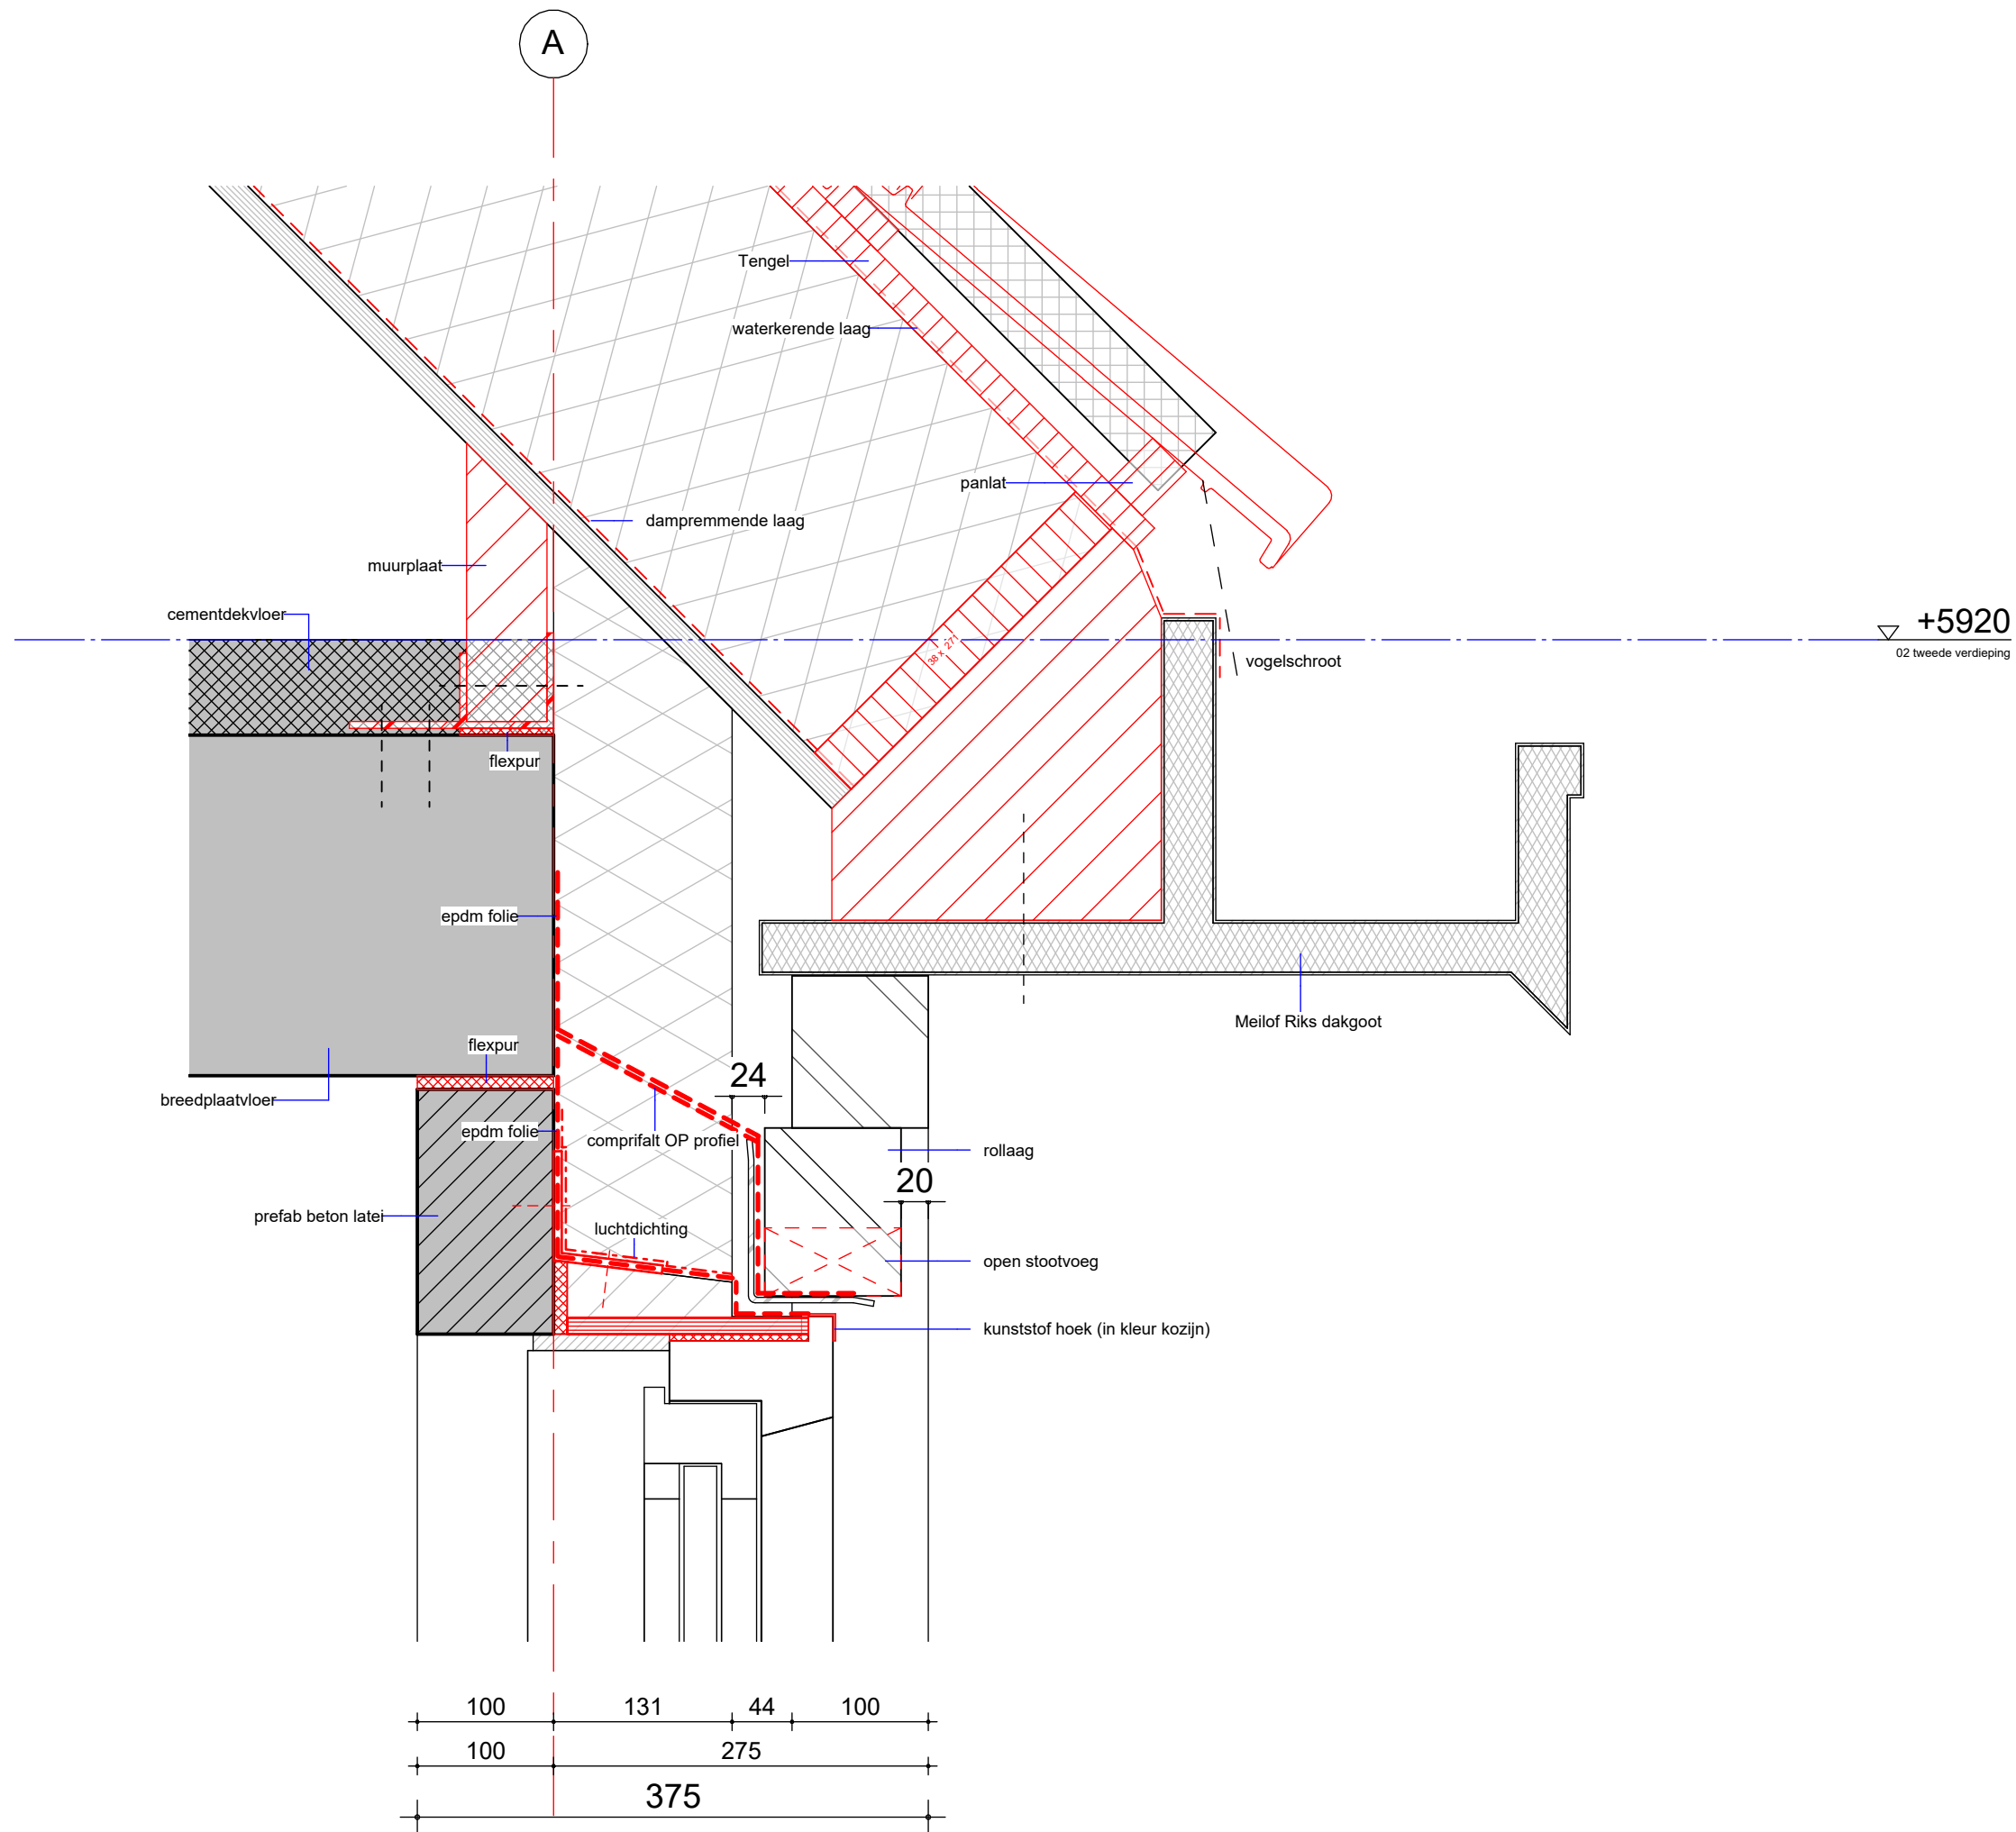 A
Tengel
waterkerende laag
panlat
dampremmende laag
muurplaat
cementdekvloer
+5920
02 tweede verdieping
38 x 271
vogelschroot
flexpur
epdm folie
Meilof Riks dakgoot
flexpur
24
breedplaatvloer
epdm folie
comprifalt OP profiel
rollaag
20
prefab beton latei
luchtdichting
open stootvoeg
kunststof hoek (in kleur kozijn)
100 131 44 100
100 275
375